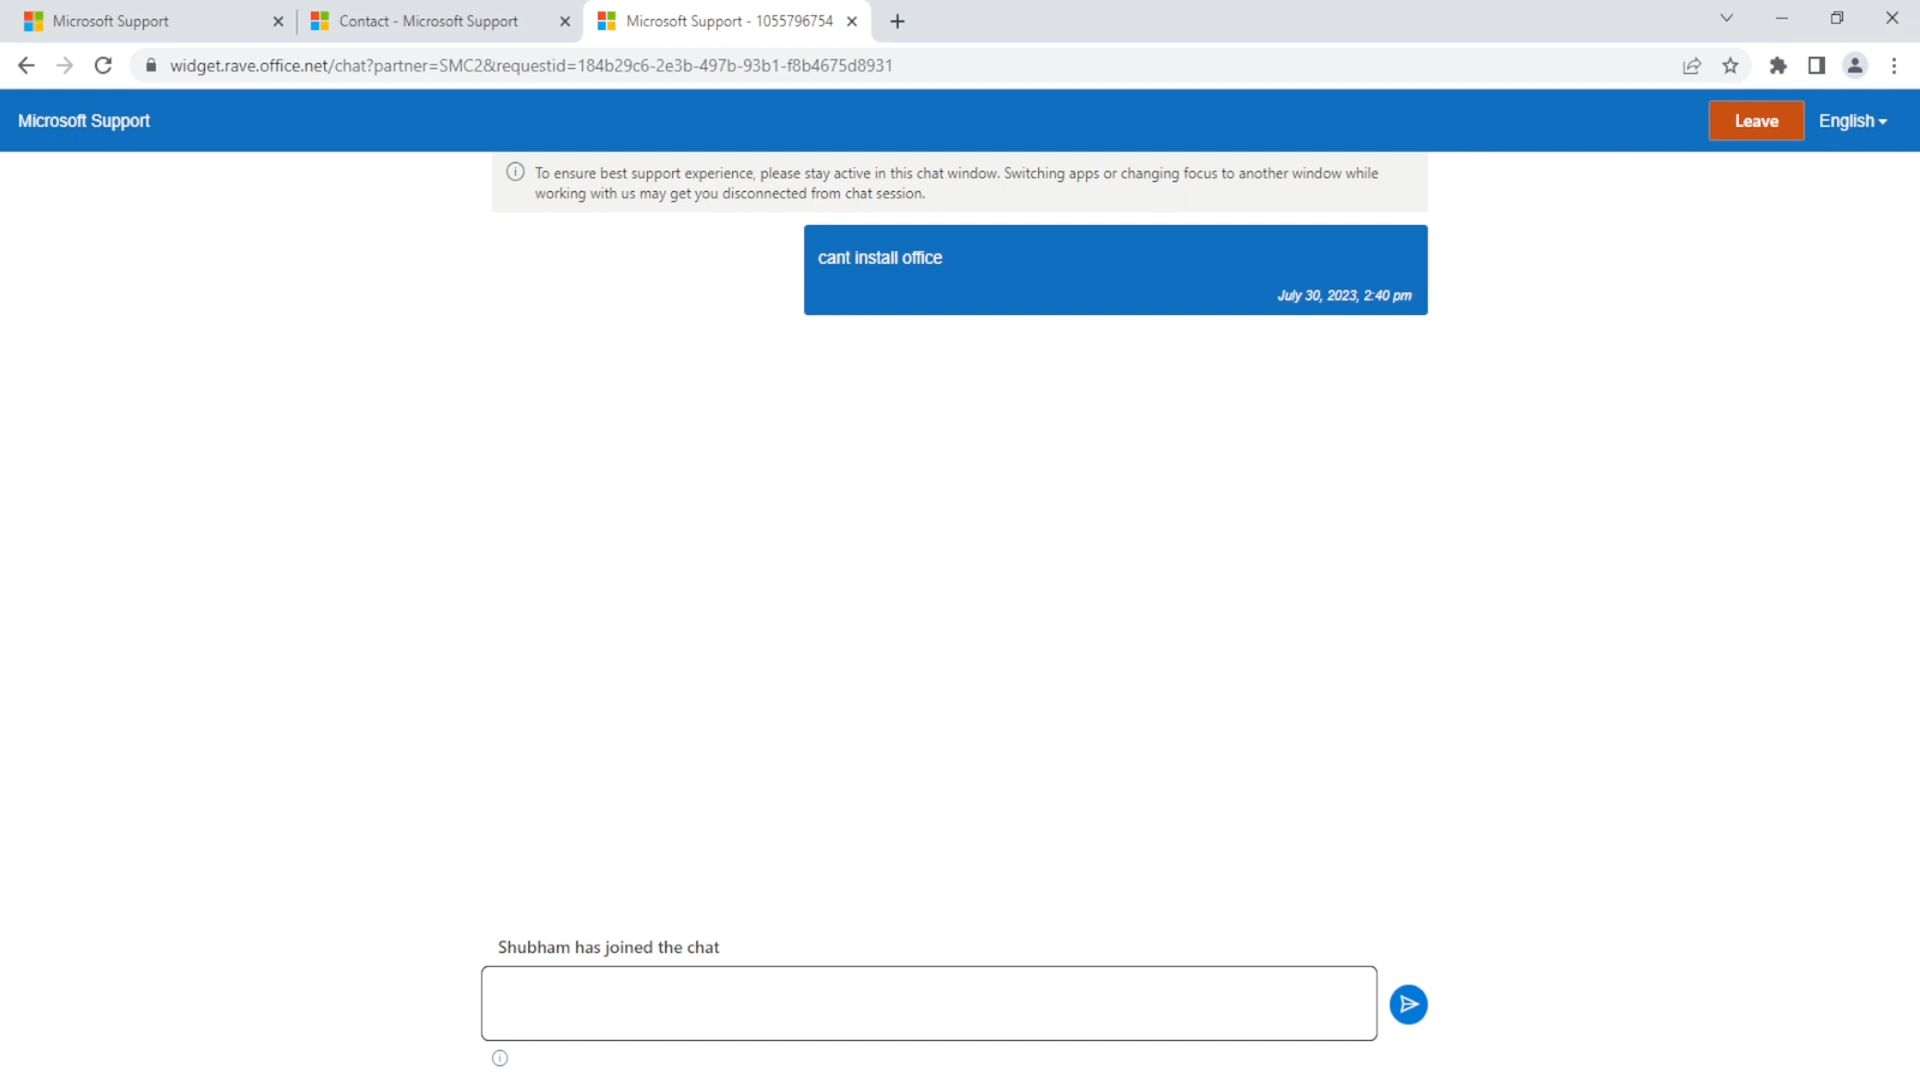 Microsoft Support
Contact - Microsoft Support
Microsoft Support - 1055796754
widget.rave.office.net/chat?partner=SMC2&requestid=184b29c6-2e3b-497b-93b1-f8b4675d8931
Microsoft Support
Leave
English
To ensure best support experience, please stay active in this chat window. Switching apps or changing focus to another window while
working with us may get you disconnected from chat session.
cant install office
July 30, 2023, 2:40 pm
Shubham has joined the chat